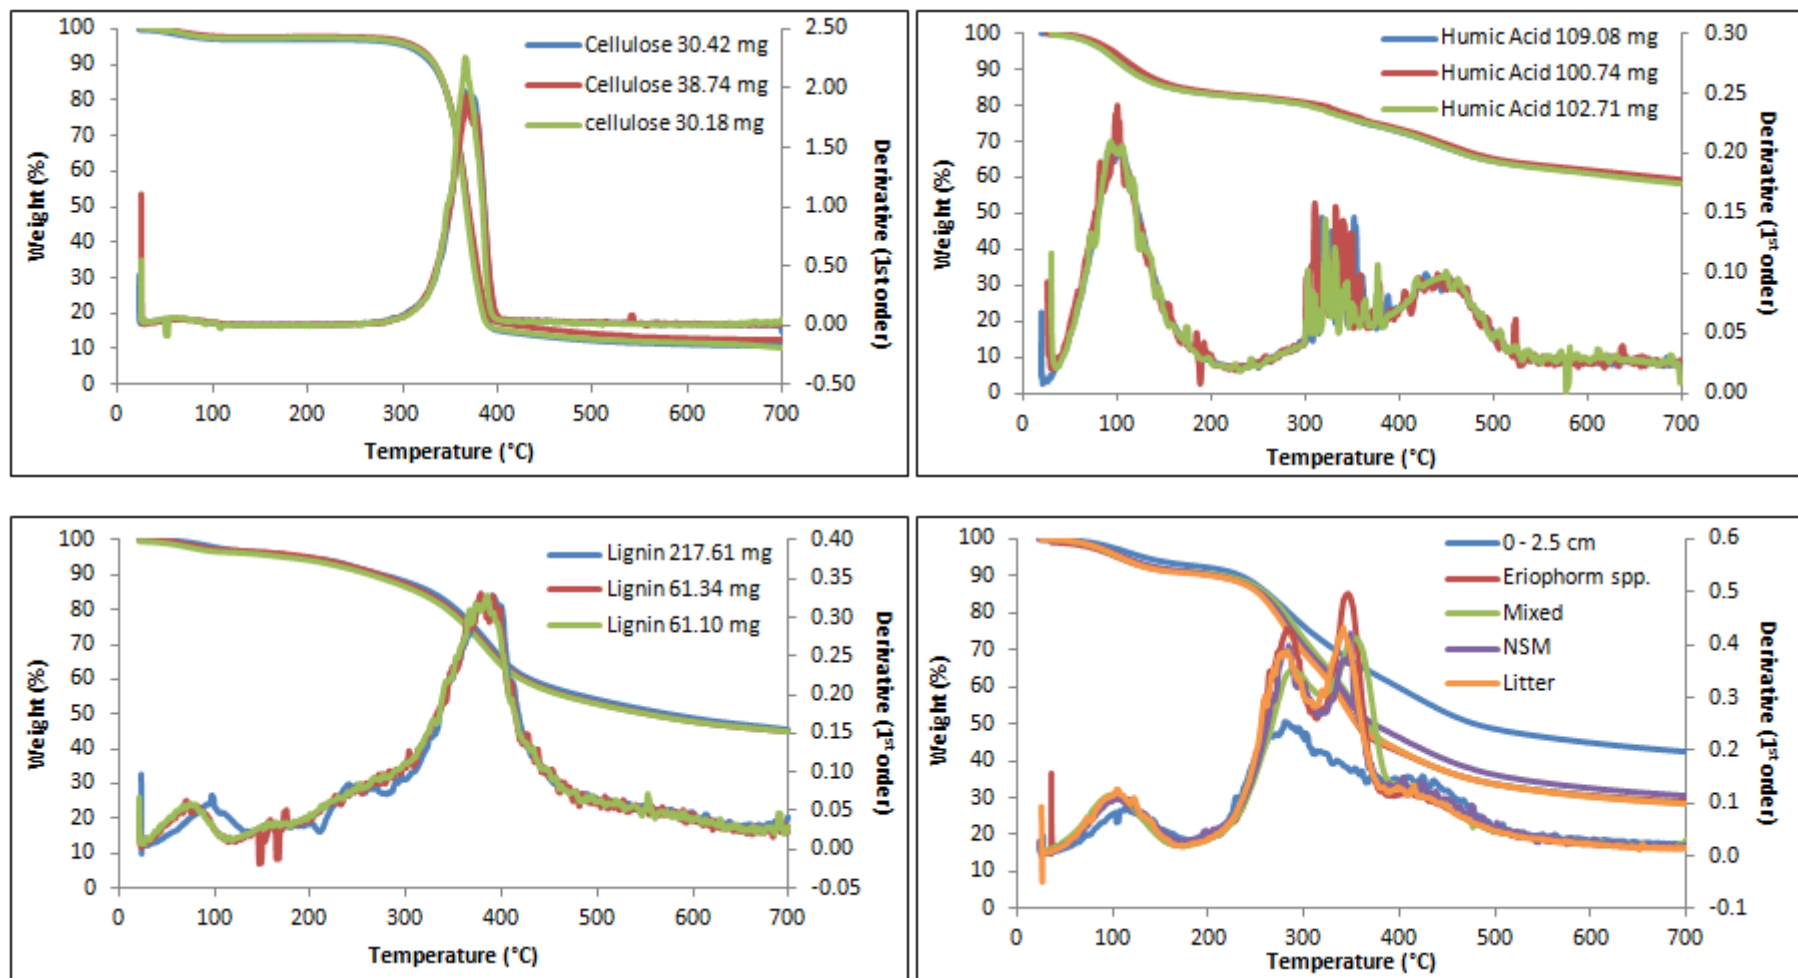 100
90
80
70
60
50
40
30
20
10
0
Weight (%)
2.50
2.00
1.50
1.00
0.50
0.00
-0.50
Derivative (1st order)
Cellulose 30.42 mg
Cellulose 38.74 mg
cellulose 30.18 mg
0 100 200 300 400 500 600 700
Temperature (°C)
100
90
80
70
60
50
40
30
20
10
0
Weight (%)
0.30
0.25
0.20
0.15
0.10
0.05
0.00
Derivative (1st order)
Humic Acid 109.08 mg
Humic Acid 100.74 mg
Humic Acid 102.71 mg
0 100 200 300 400 500 600 700
Temperature (°C)
100
90
80
70
60
50
40
30
20
10
0
Weight (%)
0.40
0.35
0.30
0.25
0.20
0.15
0.10
0.05
0.00
-0.05
Derivative (1st order)
Lignin 217.61 mg
Lignin 61.34 mg
Lignin 61.10 mg
0 100 200 300 400 500 600 700
Temperature (°C)
100
90
80
70
60
50
40
30
20
10
0
Weight (%)
0.6
0.5
0.4
0.3
0.2
0.1
0.0
-0.1
Derivative (1st order)
0 - 2.5 cm
Eriophorm spp.
Mixed
NSM
Litter
0 100 200 300 400 500 600 700
Temperature (°C)